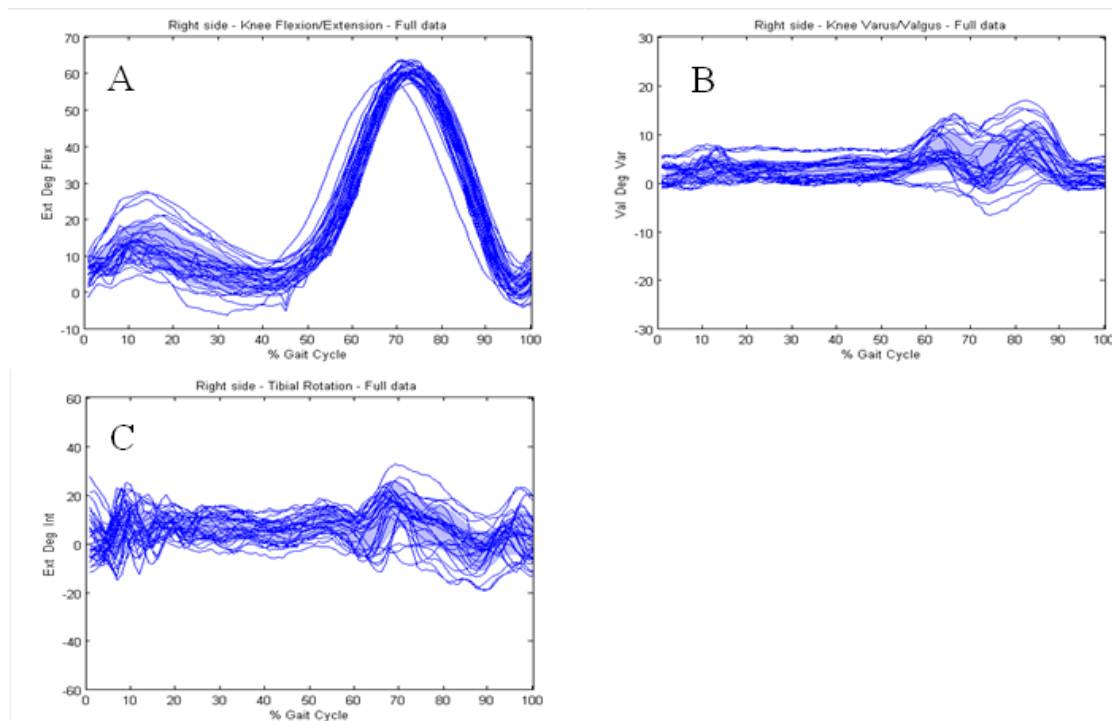 Right side - Knee Flexion/Extension - Full data
A
Ext Deg Flex
70
60
50
40
30
20
10
0
-10
0 10 20 30 40 50 60 70 80 90 100
% Gait Cycle
Right side - Knee Varus/Valgus - Full data
B
Val Deg Var
30
20
10
0
-10
-20
-30
0 10 20 30 40 50 60 70 80 90 100
% Gait Cycle
Right side - Tibial Rotation - Full data
C
Ext Deg Int
60
40
20
0
-20
-40
-60
0 10 20 30 40 50 60 70 80 90 100
% Gait Cycle